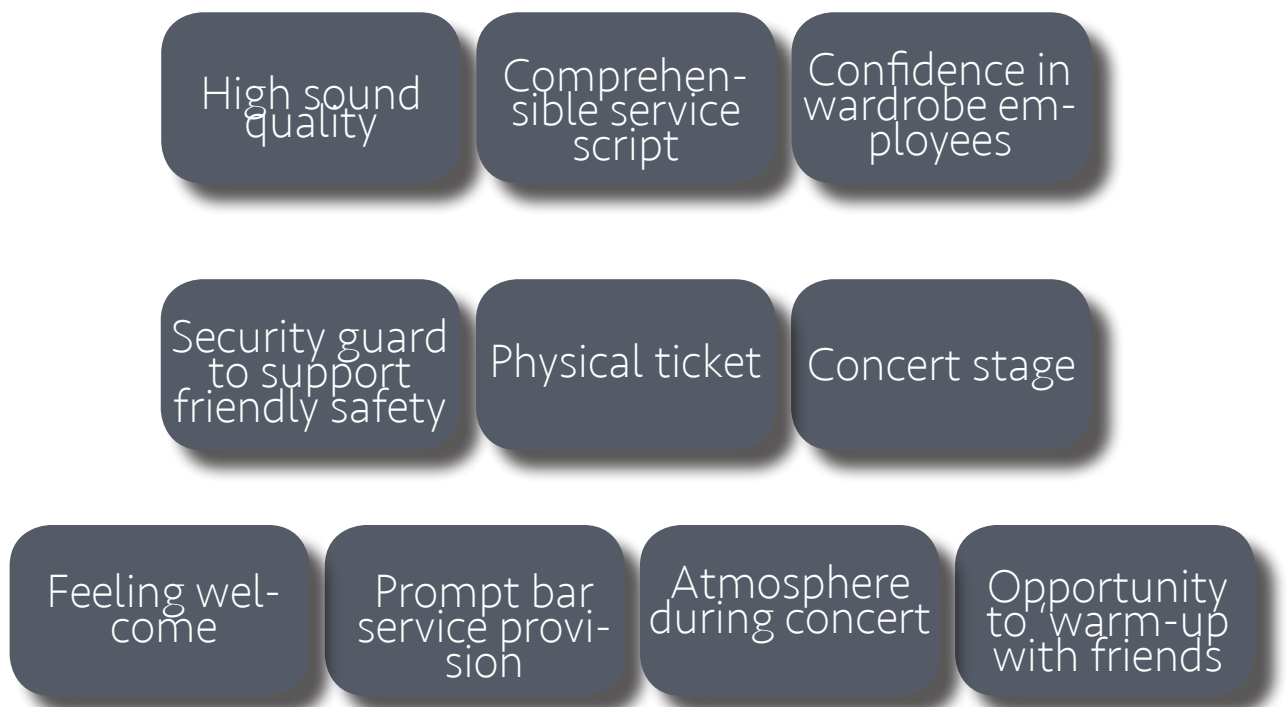 High sound
quality
Comprehen-
sible service
script
Confidence in
wardrobe em-
ployees
Security guard
to support
friendly safety
Physical ticket
Concert stage
Feeling wel-
come
Prompt bar
service provi-
sion
Atmosphere
during concert
Opportunity
to ‘warm-up
with friends